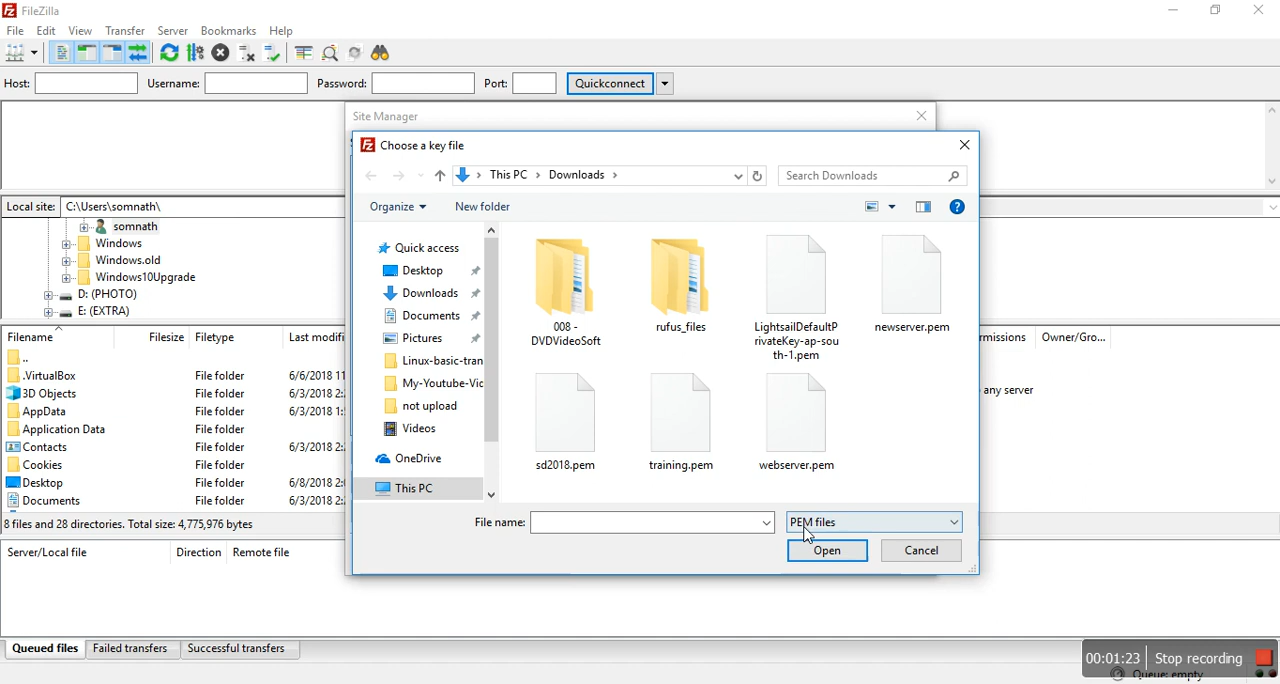 FileZilla
File Edit View Transfer Server Bookmarks Help
Host: Username: Password: Port: Quickconnect
Site Manager
Choose a key file
This PC › Downloads ›
Search Downloads
Organize New folder
Local site: C:\Users\somnath\
somnath
Windows
Windows.old
Windows10Upgrade
D: (PHOTO)
E: (EXTRA)
Quick access
Desktop
Downloads
Documents
Pictures
Linux-basic-tran
My-Youtube-Vic
not upload
Videos
OneDrive
This PC
008 -
DVDVideoSoft
rufus_files
LightsailDefaultP
rivateKey-ap-sou
th-1.pem
newserver.pem
sd2018.pem
training.pem
webserver.pem
File name: PEM files
Open Cancel
Filename Filesize Filetype Last modifi
rmissions Owner/Gro...
..
.VirtualBox File folder 6/6/2018 11
3D Objects File folder 6/3/2018 2:
any server
AppData File folder 6/3/2018 1:
Application Data File folder
Contacts File folder 6/3/2018 2:
Cookies File folder
Desktop File folder 6/8/2018 2:
Documents File folder 6/3/2018 2:
8 files and 28 directories. Total size: 4,775,976 bytes
Server/Local file Direction Remote file
Queued files Failed transfers Successful transfers
00:01:23 Stop recording
Queue: empty